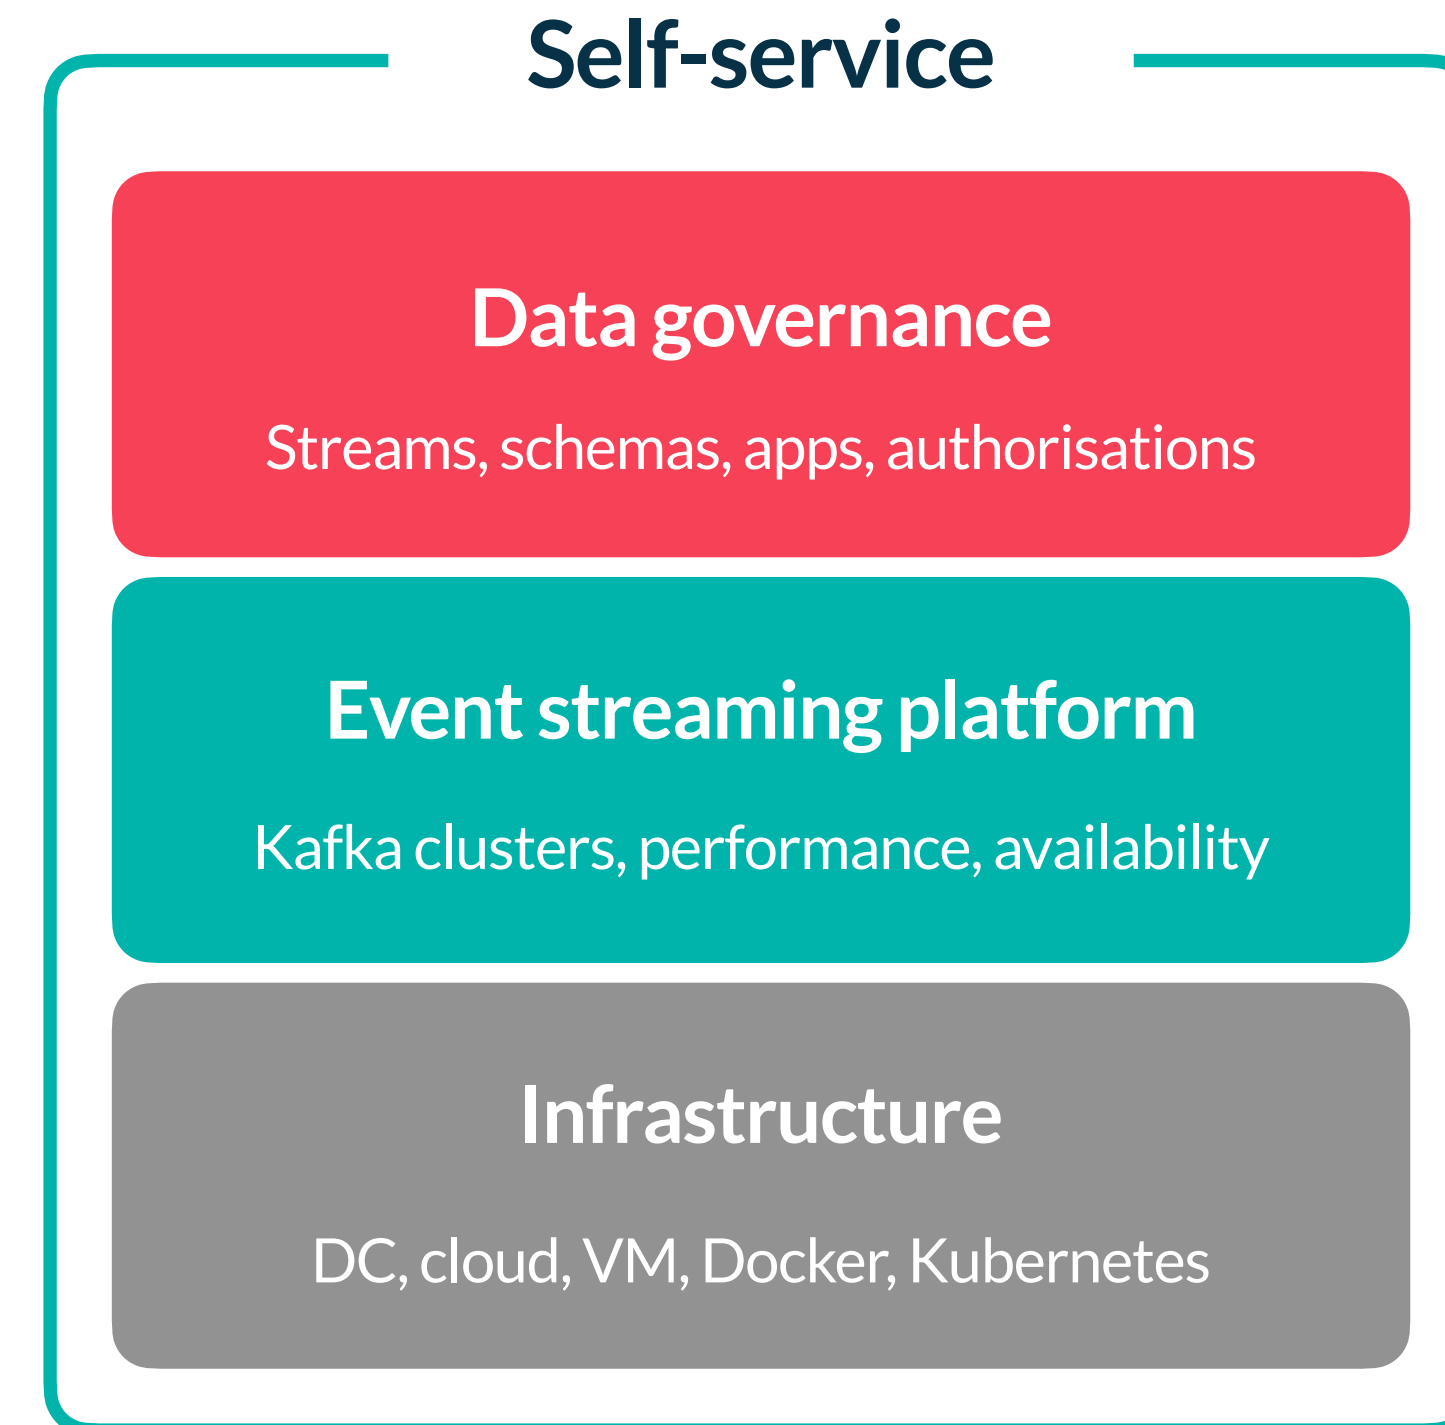 Self-service
Data governance
Streams, schemas, apps, authorisations
Event streaming platform
Kafka clusters, performance, availability
Infrastructure
DC, cloud, VM, Docker, Kubernetes